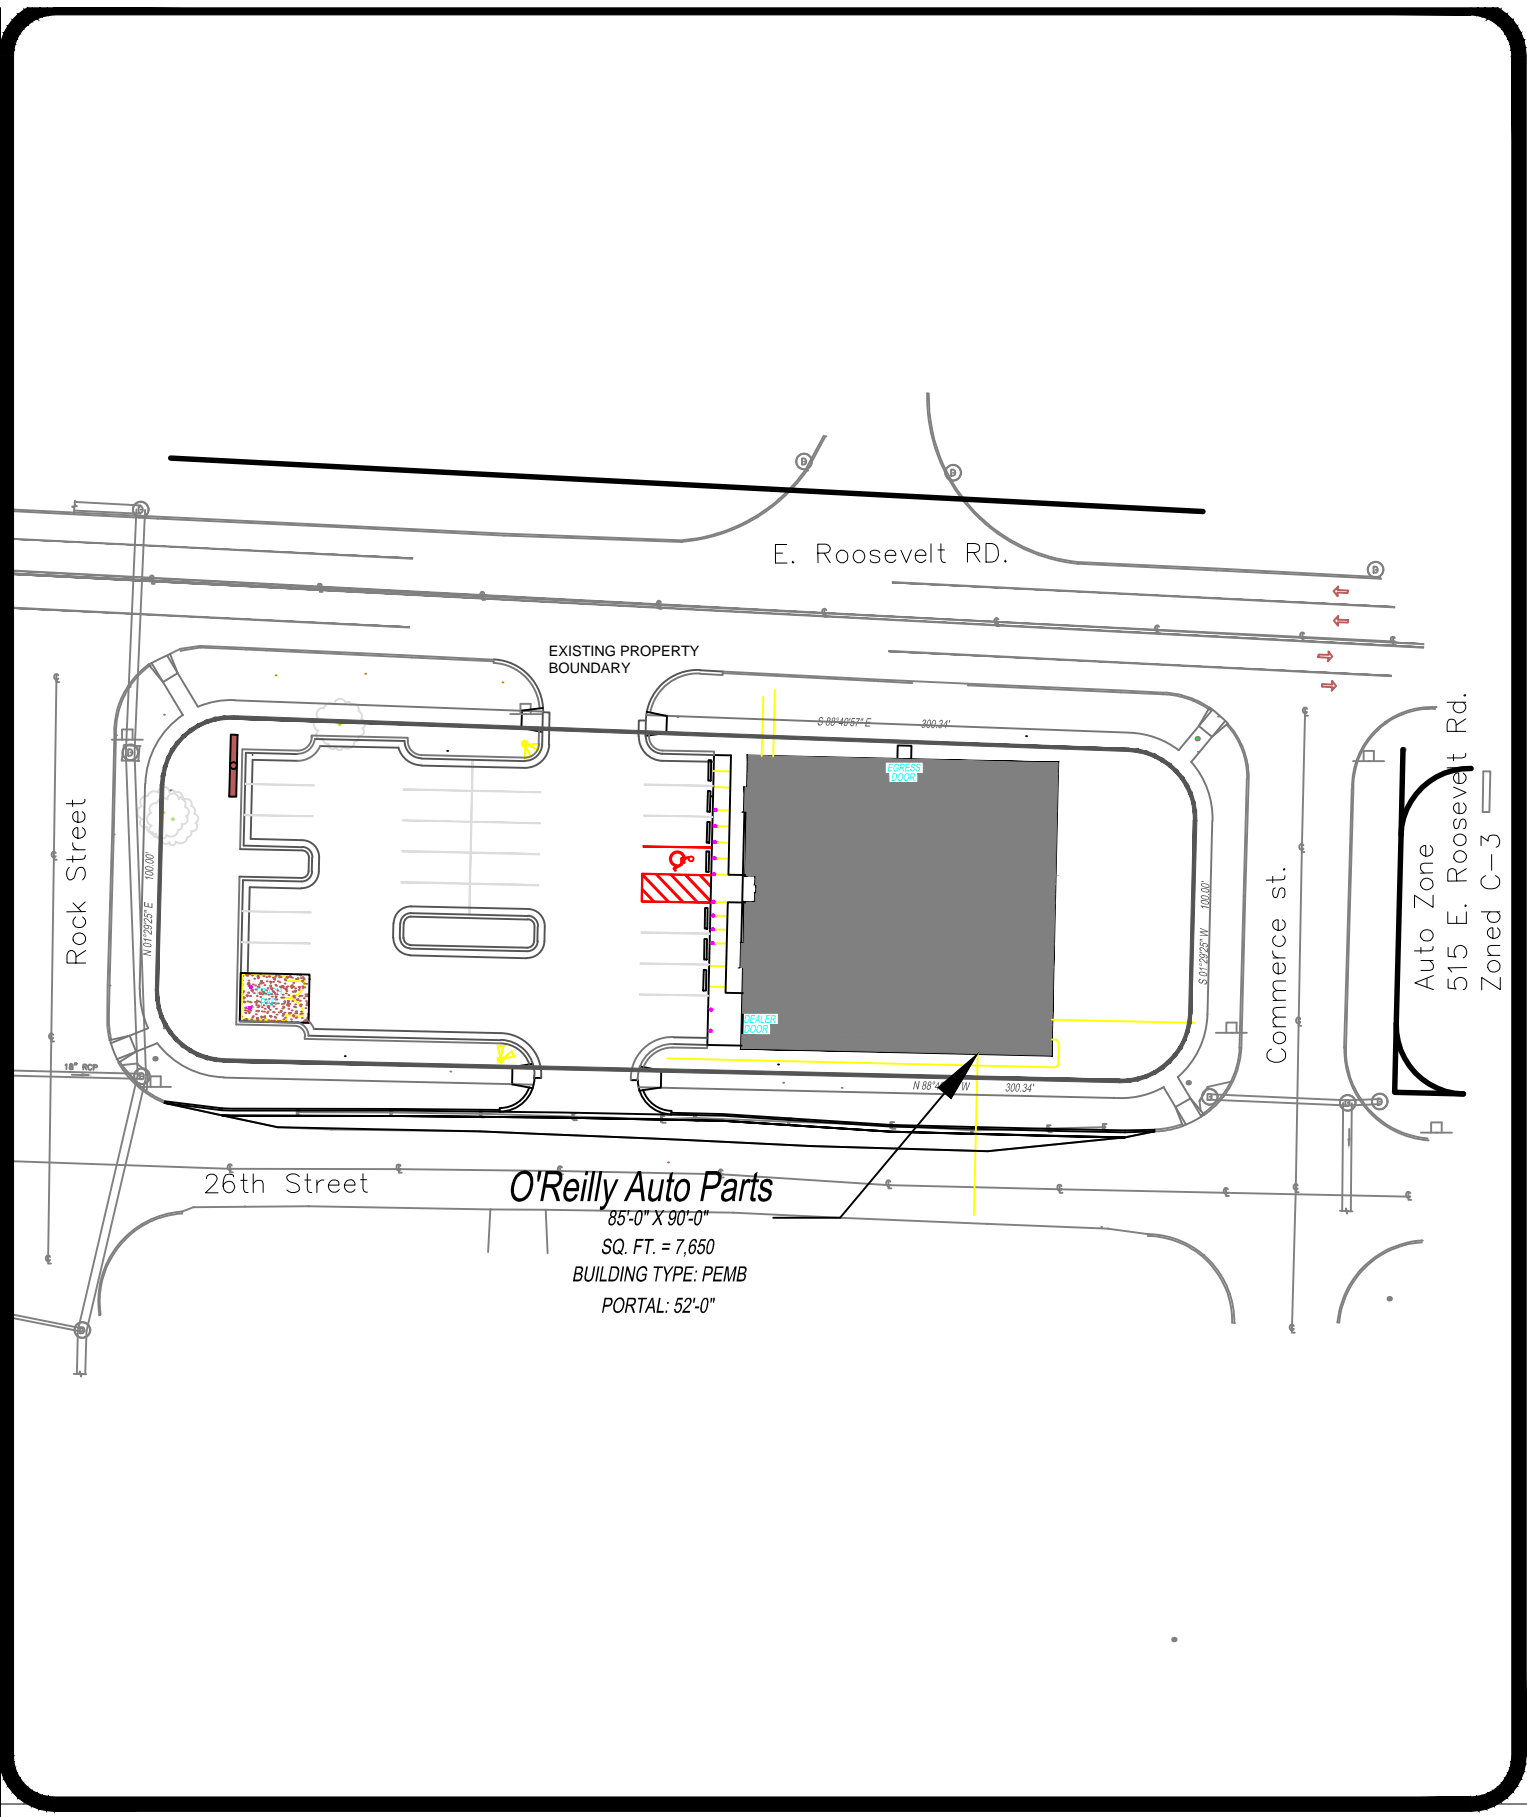 E. Roosevelt RD.
EXISTING PROPERTY
BOUNDARY
S 88°40'57" E 300.34'
EGRESS
DOOR
Rock Street
N 01°29'25" E 100.00'
S 01°29'25" W 100.00'
Commerce st.
Auto Zone
515 E. Roosevelt Rd.
Zoned C-3
DEALER
DOOR
18" RCP
W 300.34'
26th Street
O'Reilly Auto Parts
85'-0" X 90'-0"
SQ. FT. = 7,650
BUILDING TYPE: PEMB
PORTAL: 52'-0"